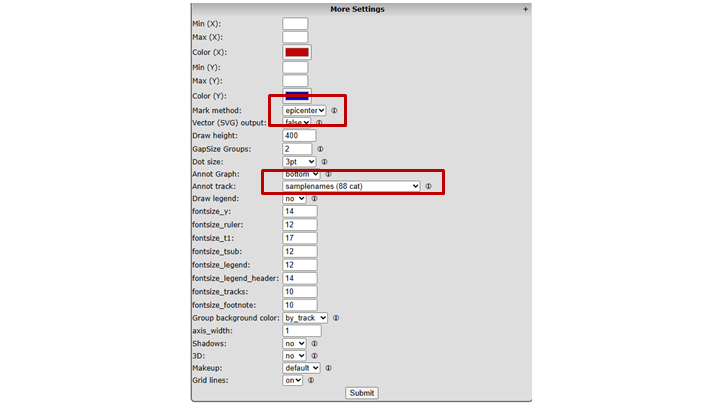 More Settings +
Min (X):
Max (X):
Color (X):
Min (Y):
Max (Y):
Color (Y):
Mark method: epicenter
Vector (SVG) output: false
Draw height: 400
GapSize Groups: 2
Dot size: 3pt
Annot Graph: bottom
Annot track: samplenames (88 cat)
Draw legend: no
fontsize_y: 14
fontsize_ruler: 12
fontsize_t1: 17
fontsize_tsub: 12
fontsize_legend: 12
fontsize_legend_header: 14
fontsize_tracks: 10
fontsize_footnote: 10
Group background color: by_track
axis_width: 1
Shadows: no
3D: no
Makeup: default
Grid lines: on
Submit